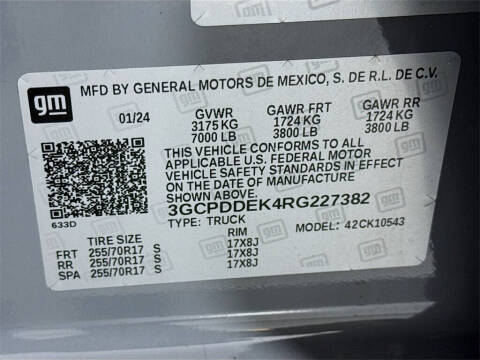 gm
MFD BY GENERAL MOTORS DE MEXICO, S. DE R.L. DE C.V.
01/24 GVWR GAWR FRT GAWR RR
3175 KG 1724 KG 1724 KG
7000 LB 3800 LB 3800 LB
THIS VEHICLE CONFORMS TO ALL
APPLICABLE U.S. FEDERAL MOTOR
VEHICLE SAFETY STANDARDS IN EFFECT
ON THE DATE OF MANUFACTURE
SHOWN ABOVE.
3GCPDDEK4RG227382
633D TYPE: TRUCK MODEL: 42CK10543
TIRE SIZE RIM
FRT 255/70R17 S 17X8J
RR 255/70R17 S 17X8J
SPA 255/70R17 S 17X8J